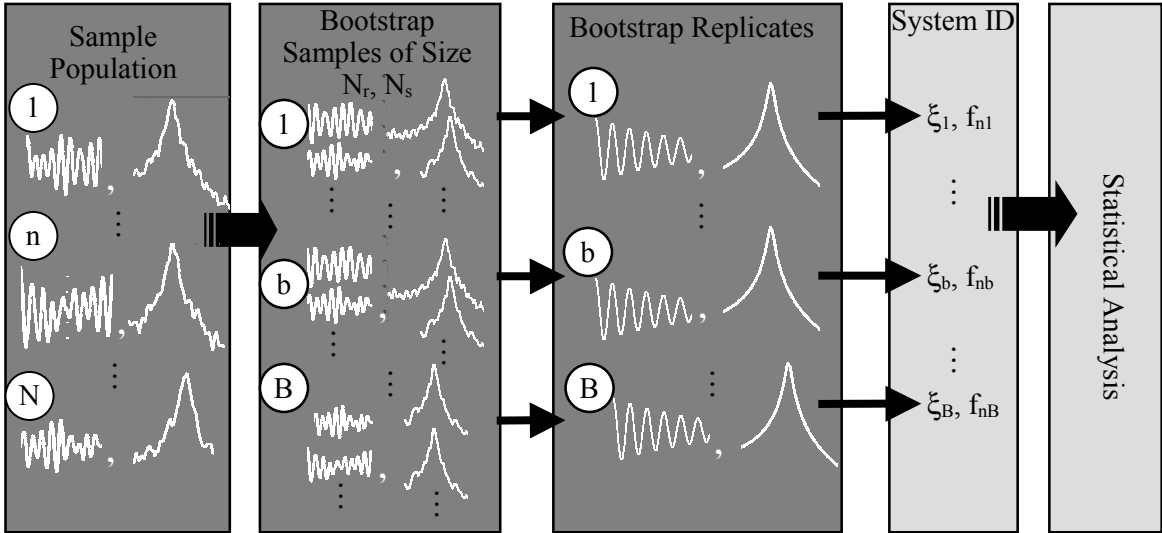 Sample
Population
1
,
⋮
n
,
⋮
N
,
Bootstrap
Samples of Size
Nᵣ, Nₛ
1
,
⋮ ⋮
b
,
⋮ ⋮
B
,
⋮ ⋮
Bootstrap Replicates
1
,
⋮
b
,
⋮
B
,
System ID
ξ₁, fₙ₁
⋮
ξb, fnb
⋮
ξB, fnB
Statistical Analysis